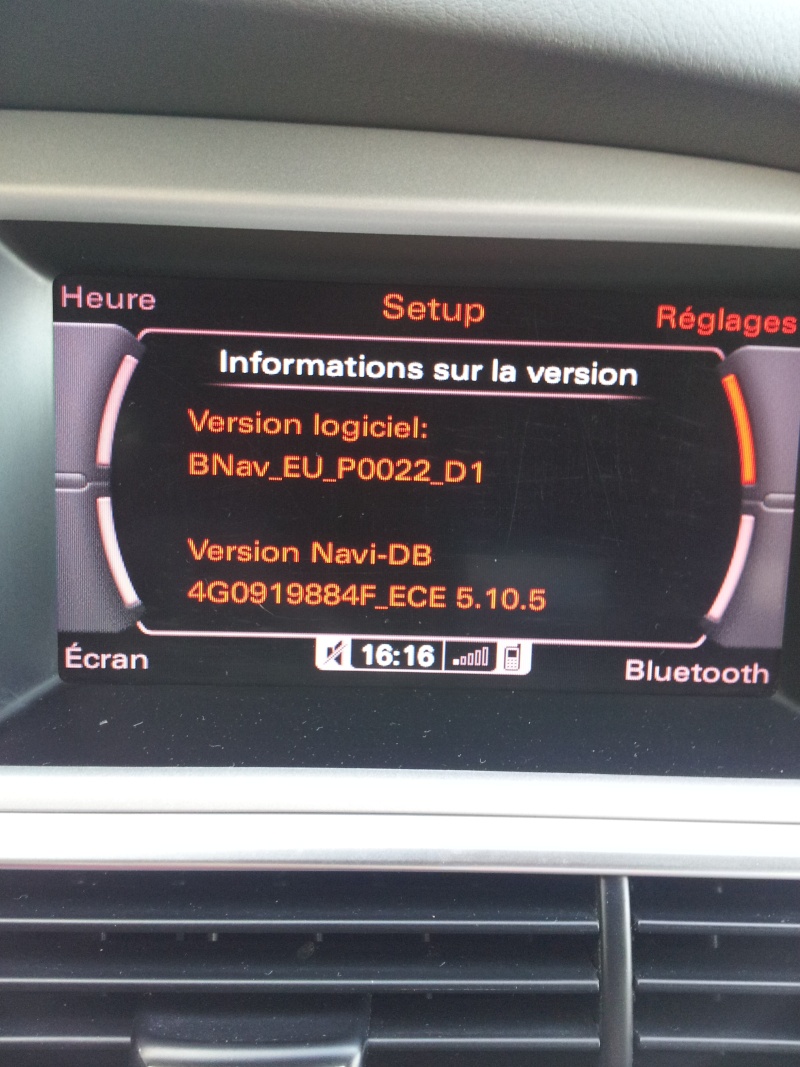 Heure
Setup
Réglages
Informations sur la version
Version logiciel:
BNav_EU_P0022_D1
Version Navi-DB
4G0919884F_ECE 5.10.5
Écran
16:16
Bluetooth